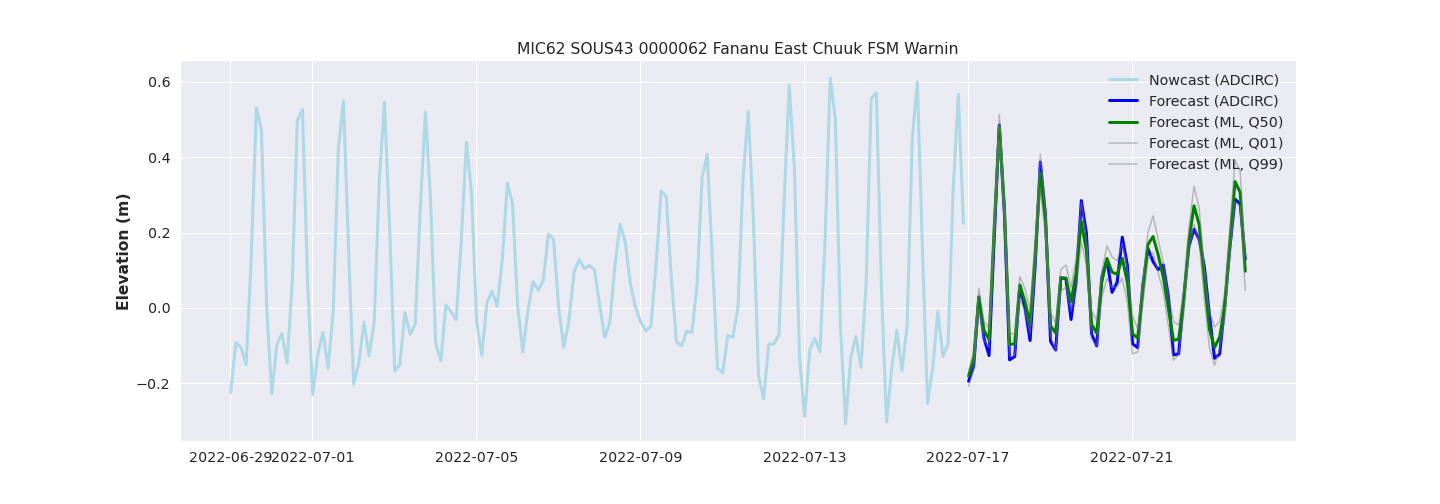 MIC62 SOUS43 0000062 Fananu East Chuuk FSM Warnin
Elevation (m)
0.6
0.4
0.2
0.0
−0.2
Nowcast (ADCIRC)
Forecast (ADCIRC)
Forecast (ML, Q50)
Forecast (ML, Q01)
Forecast (ML, Q99)
2022-06-29 2022-07-01 2022-07-05 2022-07-09 2022-07-13 2022-07-17 2022-07-21